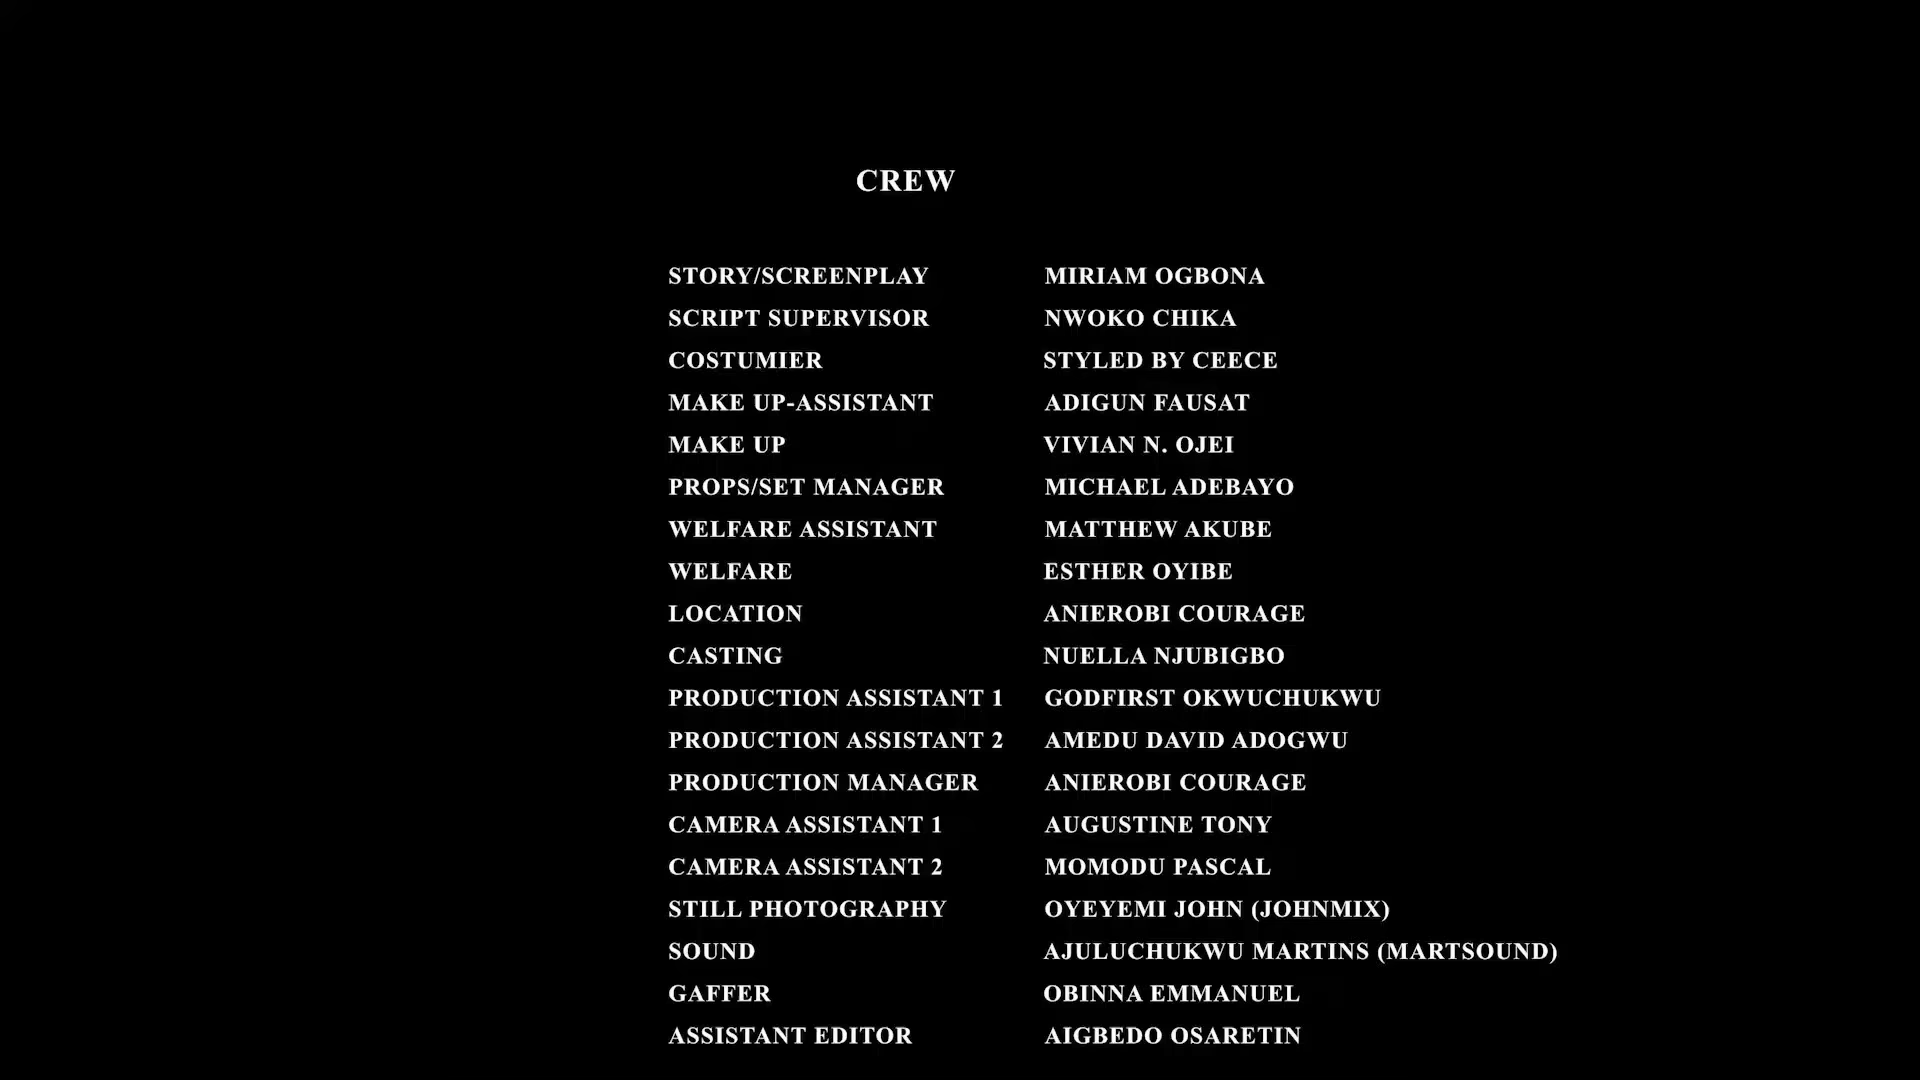 CREW
STORY/SCREENPLAY MIRIAM OGBONA
SCRIPT SUPERVISOR NWOKO CHIKA
COSTUMIER STYLED BY CEECE
MAKE UP-ASSISTANT ADIGUN FAUSAT
MAKE UP VIVIAN N. OJEI
PROPS/SET MANAGER MICHAEL ADEBAYO
WELFARE ASSISTANT MATTHEW AKUBE
WELFARE ESTHER OYIBE
LOCATION ANIEROBI COURAGE
CASTING NUELLA NJUBIGBO
PRODUCTION ASSISTANT 1 GODFIRST OKWUCHUKWU
PRODUCTION ASSISTANT 2 AMEDU DAVID ADOGWU
PRODUCTION MANAGER ANIEROBI COURAGE
CAMERA ASSISTANT 1 AUGUSTINE TONY
CAMERA ASSISTANT 2 MOMODU PASCAL
STILL PHOTOGRAPHY OYEYEMI JOHN (JOHNMIX)
SOUND AJULUCHUKWU MARTINS (MARTSOUND)
GAFFER OBINNA EMMANUEL
ASSISTANT EDITOR AIGBEDO OSARETIN